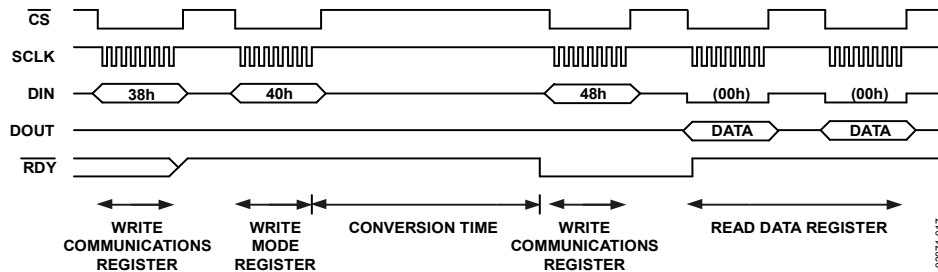 CS
SCLK
DIN
38h
40h
48h
(00h)
(00h)
DOUT
DATA
DATA
RDY
WRITE
COMMUNICATIONS
REGISTER
WRITE
MODE
REGISTER
CONVERSION TIME
WRITE
COMMUNICATIONS
REGISTER
READ DATA REGISTER